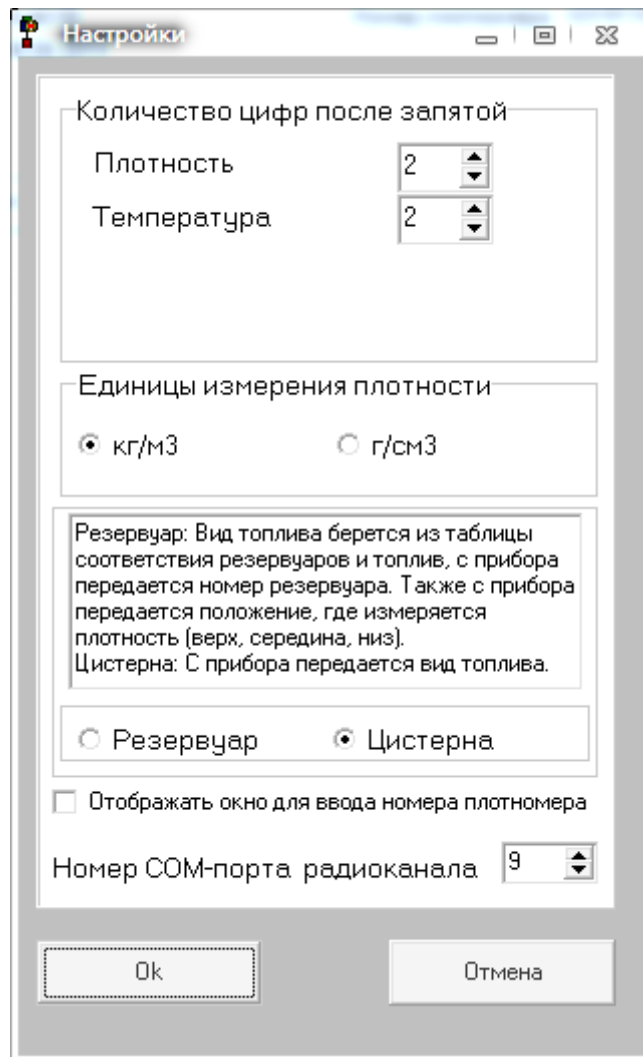 Настройки
Количество цифр после запятой
Плотность 2
Температура 2
Единицы измерения плотности
кг/м3 г/см3
Резервуар: Вид топлива берется из таблицы
соответствия резервуаров и топлив, с прибора
передается номер резервуара. Также с прибора
передается положение, где измеряется
плотность (верх, середина, низ).
Цистерна: С прибора передается вид топлива.
Резервуар Цистерна
Отображать окно для ввода номера плотномера
Номер COM-порта радиоканала 9
Ok Отмена